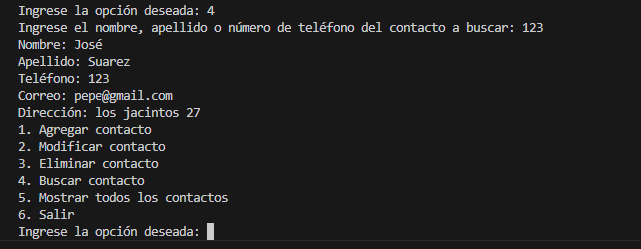 Ingrese la opción deseada: 4
Ingrese el nombre, apellido o número de teléfono del contacto a buscar: 123
Nombre: José
Apellido: Suarez
Teléfono: 123
Correo: pepe@gmail.com
Dirección: los jacintos 27
1. Agregar contacto
2. Modificar contacto
3. Eliminar contacto
4. Buscar contacto
5. Mostrar todos los contactos
6. Salir
Ingrese la opción deseada: